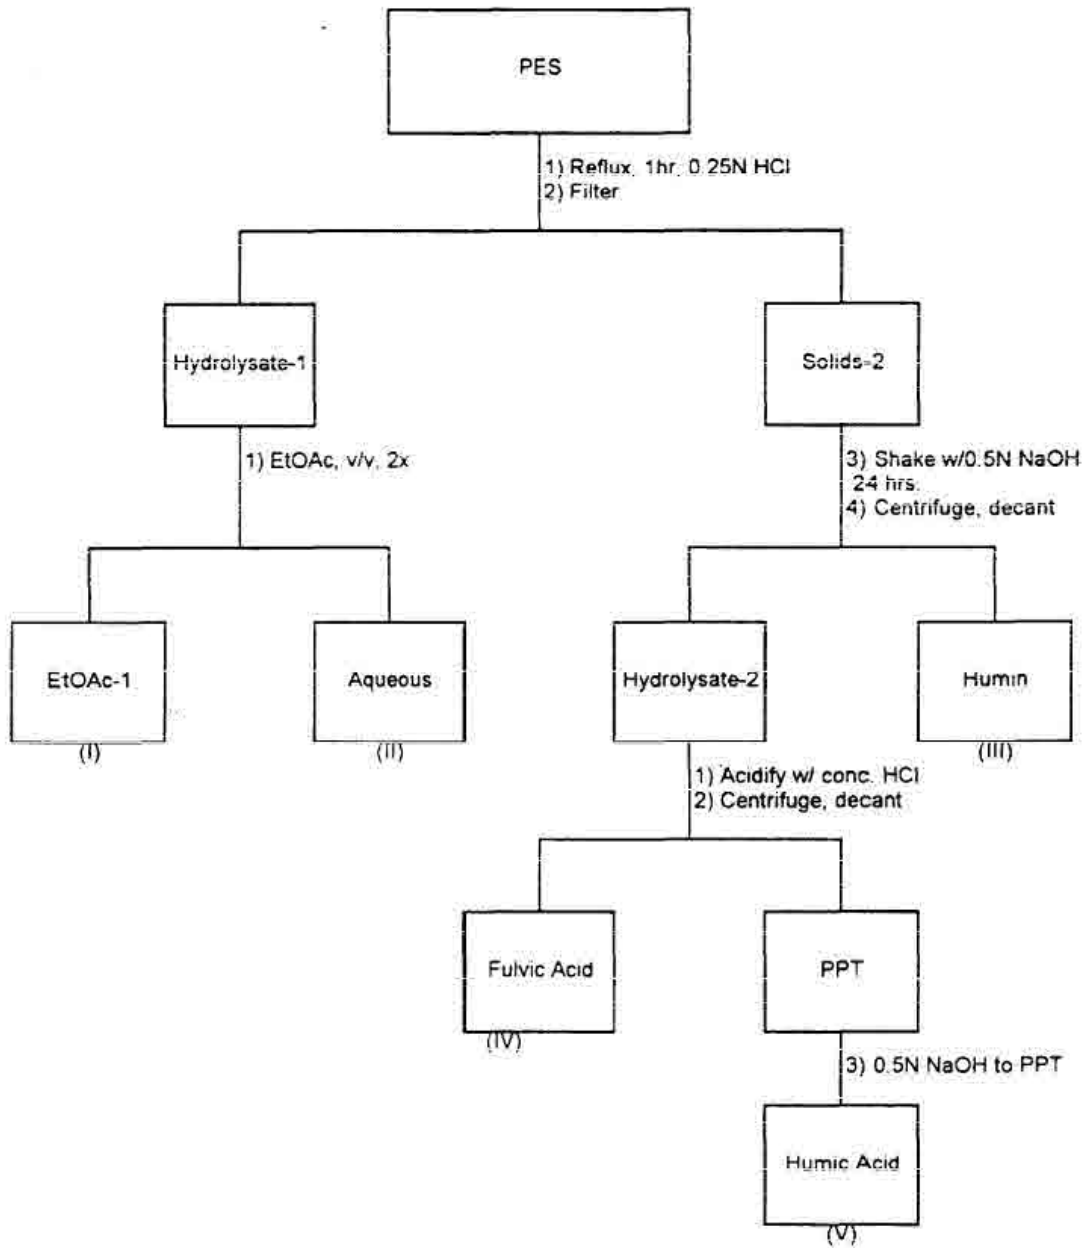 PES
1) Reflux, 1hr, 0.25N HCl
2) Filter
Hydrolysate-1
Solids-2
1) EtOAc, v/v, 2x
3) Shake w/0.5N NaOH
24 hrs.
4) Centrifuge, decant
EtOAc-1
Aqueous
Hydrolysate-2
Humin
(I)
(II)
(III)
1) Acidify w/ conc. HCl
2) Centrifuge, decant
Fulvic Acid
PPT
(IV)
3) 0.5N NaOH to PPT
Humic Acid
(V)